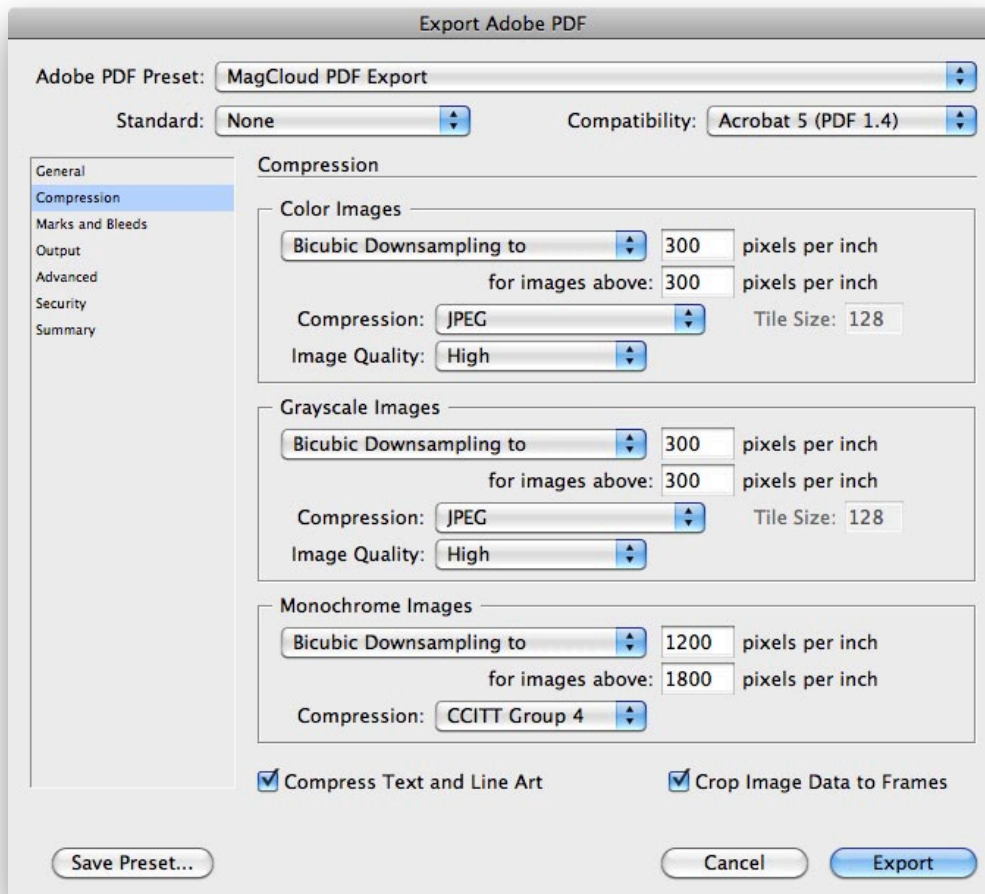 Export Adobe PDF
Adobe PDF Preset: MagCloud PDF Export
Standard: None Compatibility: Acrobat 5 (PDF 1.4)
General
Compression
Marks and Bleeds
Output
Advanced
Security
Summary
Compression
Color Images
Bicubic Downsampling to 300 pixels per inch
for images above: 300 pixels per inch
Compression: JPEG Tile Size: 128
Image Quality: High
Grayscale Images
Bicubic Downsampling to 300 pixels per inch
for images above: 300 pixels per inch
Compression: JPEG Tile Size: 128
Image Quality: High
Monochrome Images
Bicubic Downsampling to 1200 pixels per inch
for images above: 1800 pixels per inch
Compression: CCITT Group 4
Compress Text and Line Art Crop Image Data to Frames
Save Preset... Cancel Export